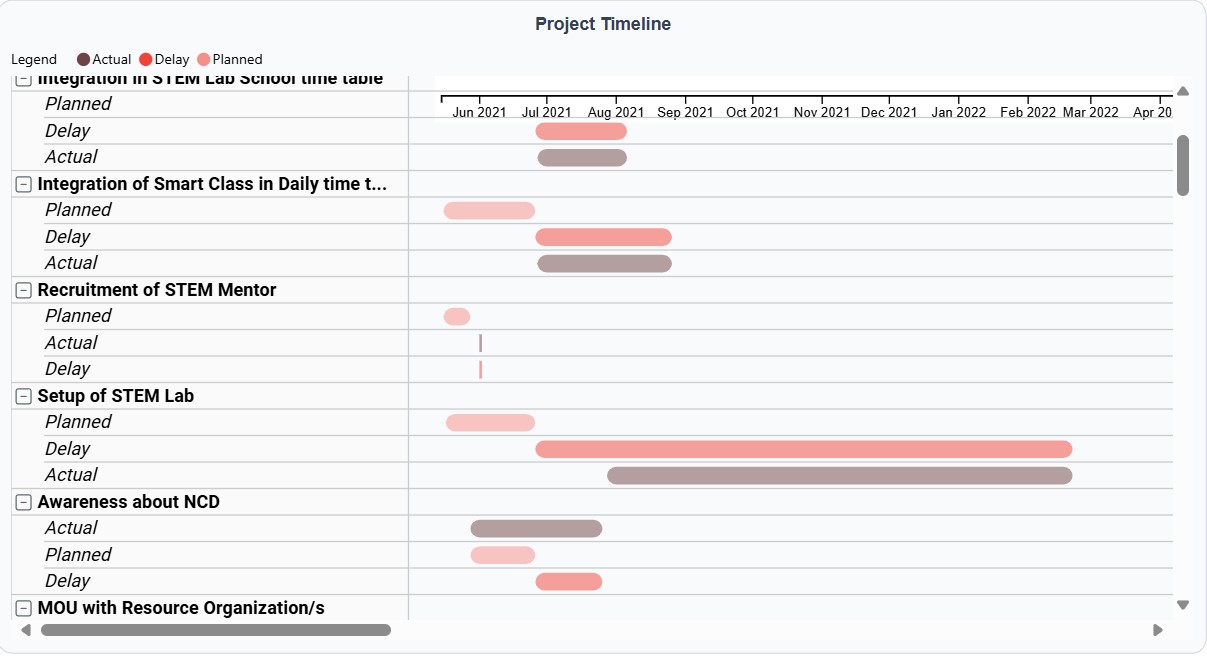 Project Timeline
Legend Actual Delay Planned
Integration in STEM Lab School time table
Planned
Jun 2021 Jul 2021 Aug 2021 Sep 2021 Oct 2021 Nov 2021 Dec 2021 Jan 2022 Feb 2022 Mar 2022 Apr 20
Delay
Actual
Integration of Smart Class in Daily time t...
Planned
Delay
Actual
Recruitment of STEM Mentor
Planned
Actual
Delay
Setup of STEM Lab
Planned
Delay
Actual
Awareness about NCD
Actual
Planned
Delay
MOU with Resource Organization/s